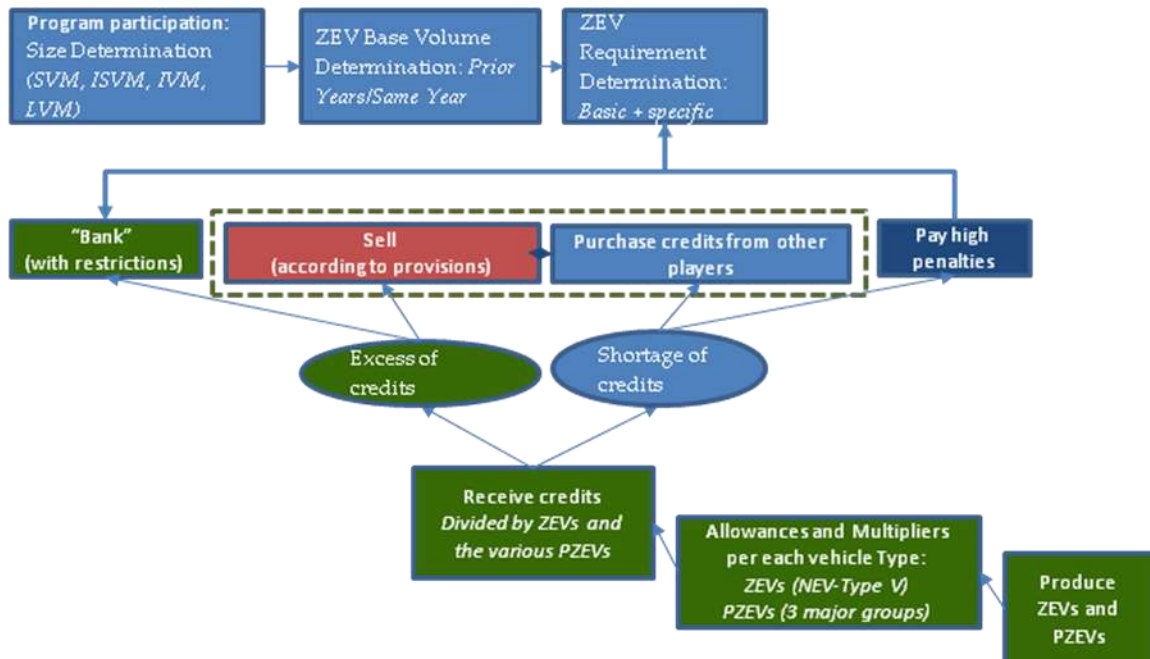 Program participation:
Size Determination
(SVM, ISVM, IVM,
LVM)
ZEV Base Volume
Determination: Prior
Years/Same Year
ZEV
Requirement
Determination:
Basic + specific
"Bank"
(with restrictions)
Sell
(according to provisions)
Purchase credits from other
players
Pay high
penalties
Excess of
credits
Shortage of
credits
Receive credits
Divided by ZEVs and
the various PZEVs
Allowances and Multipliers
per each vehicle Type:
ZEVs (NEV-Type V)
PZEVs (3 major groups)
Produce
ZEVs and
PZEVs